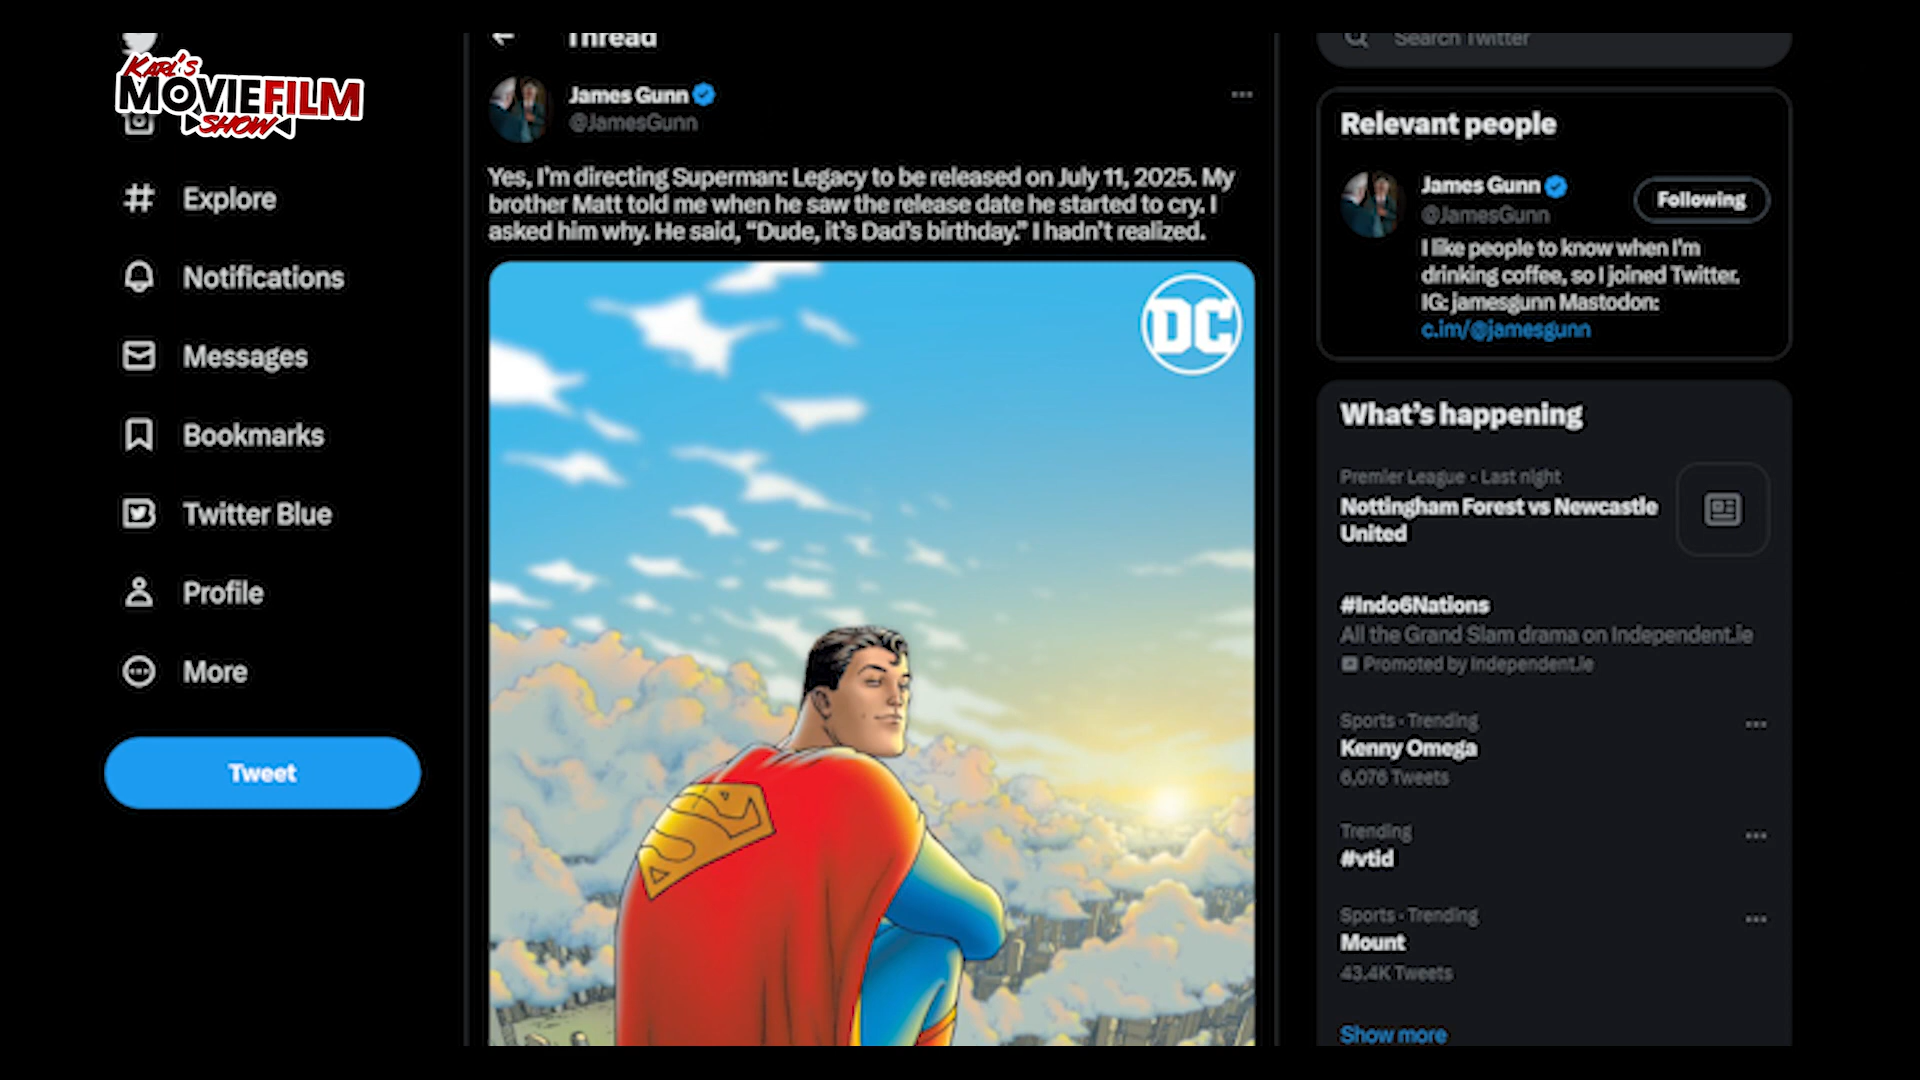 KARL'S
MOVIEFILM
SHOW
Explore
Notifications
Messages
Bookmarks
Twitter Blue
Profile
More
Tweet
Thread
James Gunn
@JamesGunn
Yes, I'm directing Superman: Legacy to be released on July 11, 2025. My
brother Matt told me when he saw the release date he started to cry. I
asked him why. He said, “Dude, it's Dad's birthday.” I hadn't realized.
DC
Search Twitter
Relevant people
James Gunn
@JamesGunn
Following
I like people to know when I'm
drinking coffee, so I joined Twitter.
IG: jamesgunn Mastodon:
c.im/@jamesgunn
What's happening
Premier League · Last night
Nottingham Forest vs Newcastle
United
#Indo6Nations
All the Grand Slam drama on Independent.ie
Promoted by Independent.ie
Sports · Trending
Kenny Omega
6,076 Tweets
Trending
#vtid
Sports · Trending
Mount
43.4K Tweets
Show more